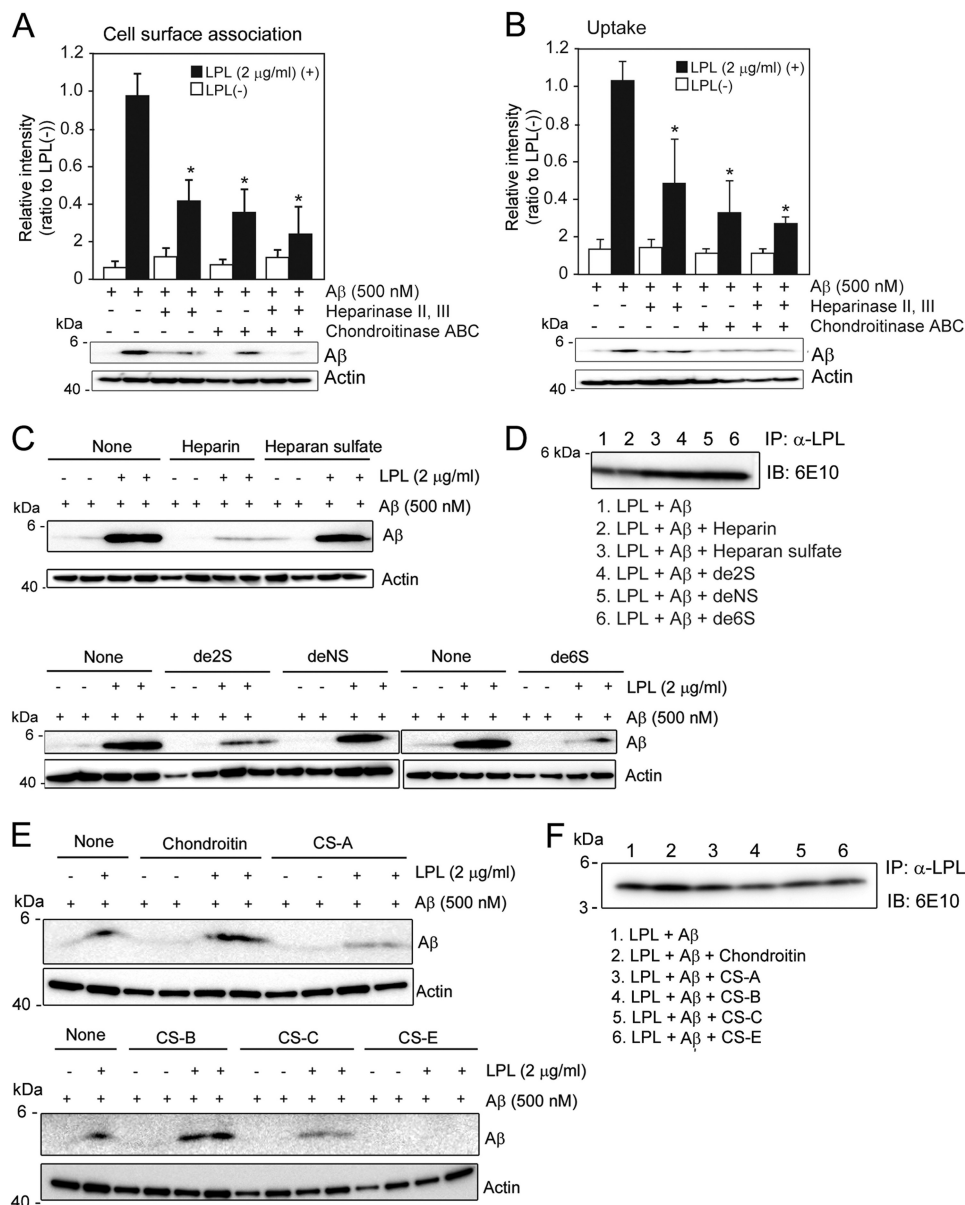 A
Cell surface association
1.2
1.0
0.8
0.6
0.4
0.2
0
Relative intensity
(ratio to LPL(-))
LPL (2 μg/ml) (+)
LPL(-)
* * *
+ + + + + + + + Aβ (500 nM)
- - + + - - + + Heparinase II, III
- - - - + + + + Chondroitinase ABC
kDa
6 - Aβ
40 - Actin
B
Uptake
1.2
1.0
0.8
0.6
0.4
0.2
0
Relative intensity
(ratio to LPL(-))
LPL (2 μg/ml) (+)
LPL(-)
* * *
+ + + + + + + + Aβ (500 nM)
- - + + - - + + Heparinase II, III
- - - - + + + + Chondroitinase ABC
kDa
6 - Aβ
40 - Actin
C
None Heparin Heparan sulfate
- - + + - - + + - - + + LPL (2 μg/ml)
+ + + + + + + + + + + + Aβ (500 nM)
kDa
6 - Aβ
40 - Actin
None de2S deNS None de6S
- - + + - - + + - - + + - - + + - - + + LPL (2 μg/ml)
+ + + + + + + + + + + + + + + + + + + + Aβ (500 nM)
kDa
6 - Aβ
40 - Actin
D
1 2 3 4 5 6 IP: α-LPL
6 kDa -
IB: 6E10
1. LPL + Aβ
2. LPL + Aβ + Heparin
3. LPL + Aβ + Heparan sulfate
4. LPL + Aβ + de2S
5. LPL + Aβ + deNS
6. LPL + Aβ + de6S
E
None Chondroitin CS-A
- + - - + + - - + + LPL (2 μg/ml)
+ + + + + + + + + + Aβ (500 nM)
kDa
6 - Aβ
40 - Actin
None CS-B CS-C CS-E
- + - - + + - - + + - - + + LPL (2 μg/ml)
+ + + + + + + + + + + + + + Aβ (500 nM)
kDa
6 - Aβ
40 - Actin
F
kDa
1 2 3 4 5 6
6 - IP: α-LPL
3 - IB: 6E10
1. LPL + Aβ
2. LPL + Aβ + Chondroitin
3. LPL + Aβ + CS-A
4. LPL + Aβ + CS-B
5. LPL + Aβ + CS-C
6. LPL + Aβ + CS-E